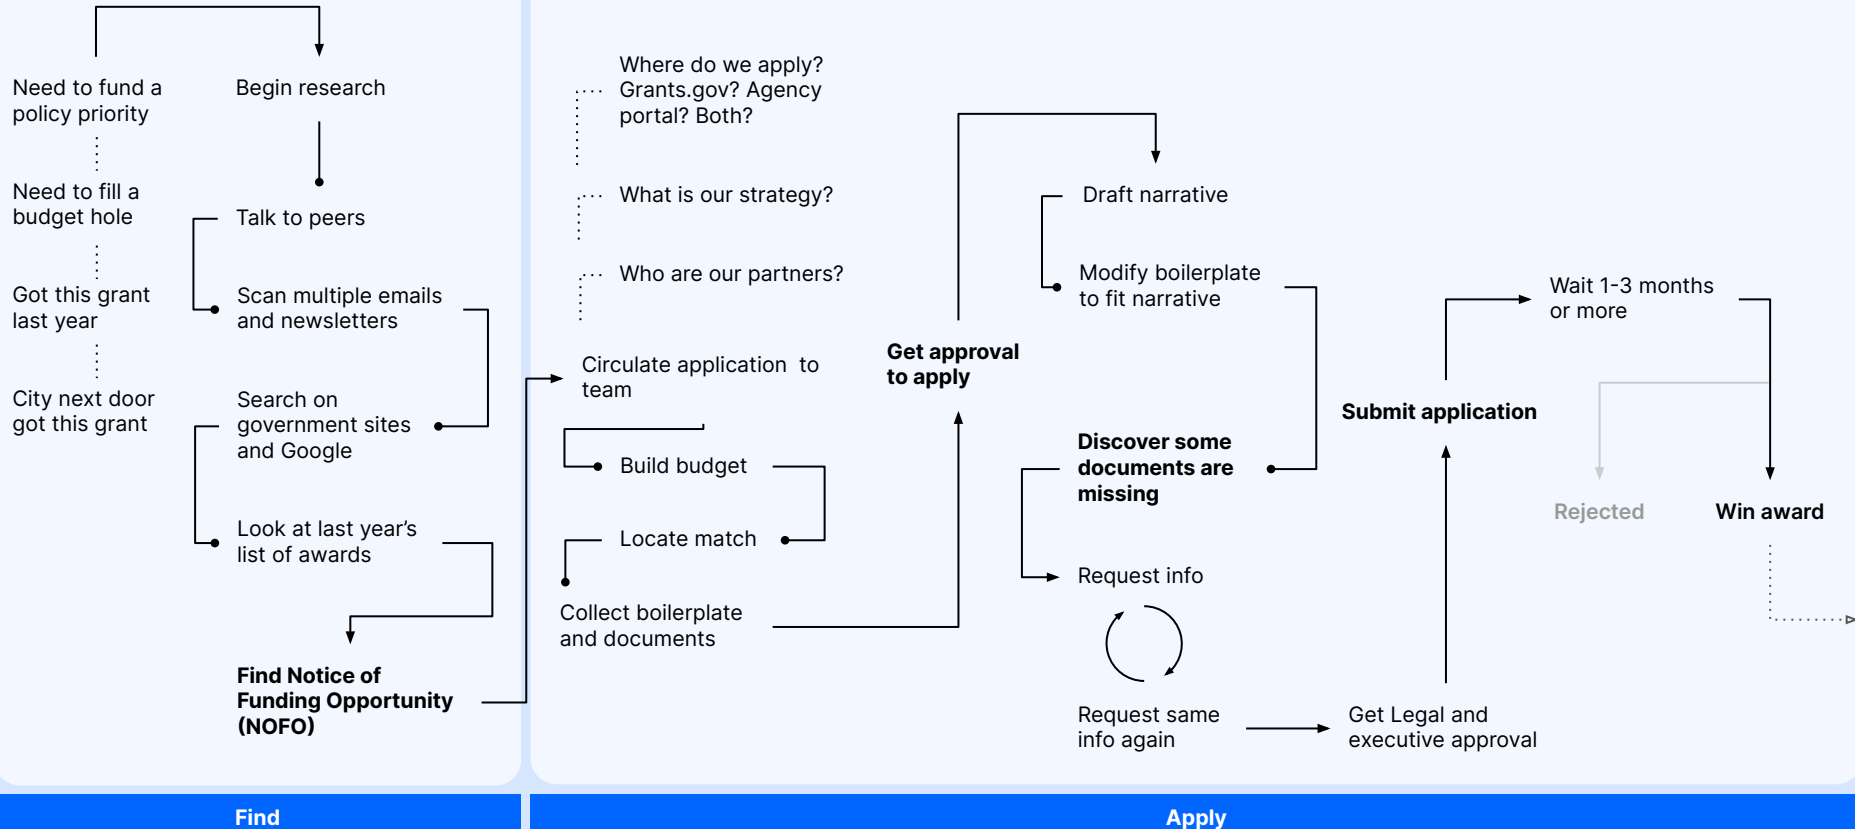 Need to fund a
policy priority
Need to fill a
budget hole
Got this grant
last year
City next door
got this grant
Begin research
Talk to peers
Scan multiple emails
and newsletters
Search on
government sites
and Google
Look at last year’s
list of awards
Find Notice of
Funding Opportunity
(NOFO)
Where do we apply?
Grants.gov? Agency
portal? Both?
What is our strategy?
Who are our partners?
Circulate application  to
team
Build budget
Locate match
Collect boilerplate
and documents
Get approval
to apply
Draft narrative
Modify boilerplate
to fit narrative
Discover some
documents are
missing
Request info
Request same
info again
Get Legal and
executive approval
Submit application
Wait 1-3 months
or more
Rejected
Win award
Find
Apply